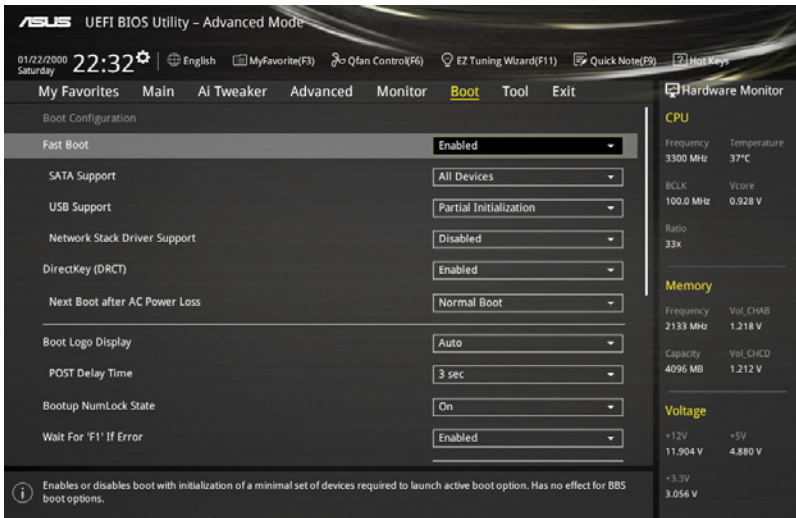 ASUS UEFI BIOS Utility – Advanced Mode
01/22/2000
Saturday
22:32
English
MyFavorite(F3)
Qfan Control(F6)
EZ Tuning Wizard(F11)
Quick Note(F9)
Hot Keys
My Favorites Main Ai Tweaker Advanced Monitor Boot Tool Exit
Boot Configuration
Fast Boot Enabled
SATA Support All Devices
USB Support Partial Initialization
Network Stack Driver Support Disabled
DirectKey (DRCT) Enabled
Next Boot after AC Power Loss Normal Boot
Boot Logo Display Auto
POST Delay Time 3 sec
Bootup NumLock State On
Wait For 'F1' If Error Enabled
Enables or disables boot with initialization of a minimal set of devices required to launch active boot option. Has no effect for BBS
boot options.
Hardware Monitor
CPU
Frequency Temperature
3300 MHz 37°C
BCLK Vcore
100.0 MHz 0.928 V
Ratio
33x
Memory
Frequency Vol_CHAB
2133 MHz 1.218 V
Capacity Vol_CHCD
4096 MB 1.212 V
Voltage
+12V +5V
11.904 V 4.880 V
+3.3V
3.056 V